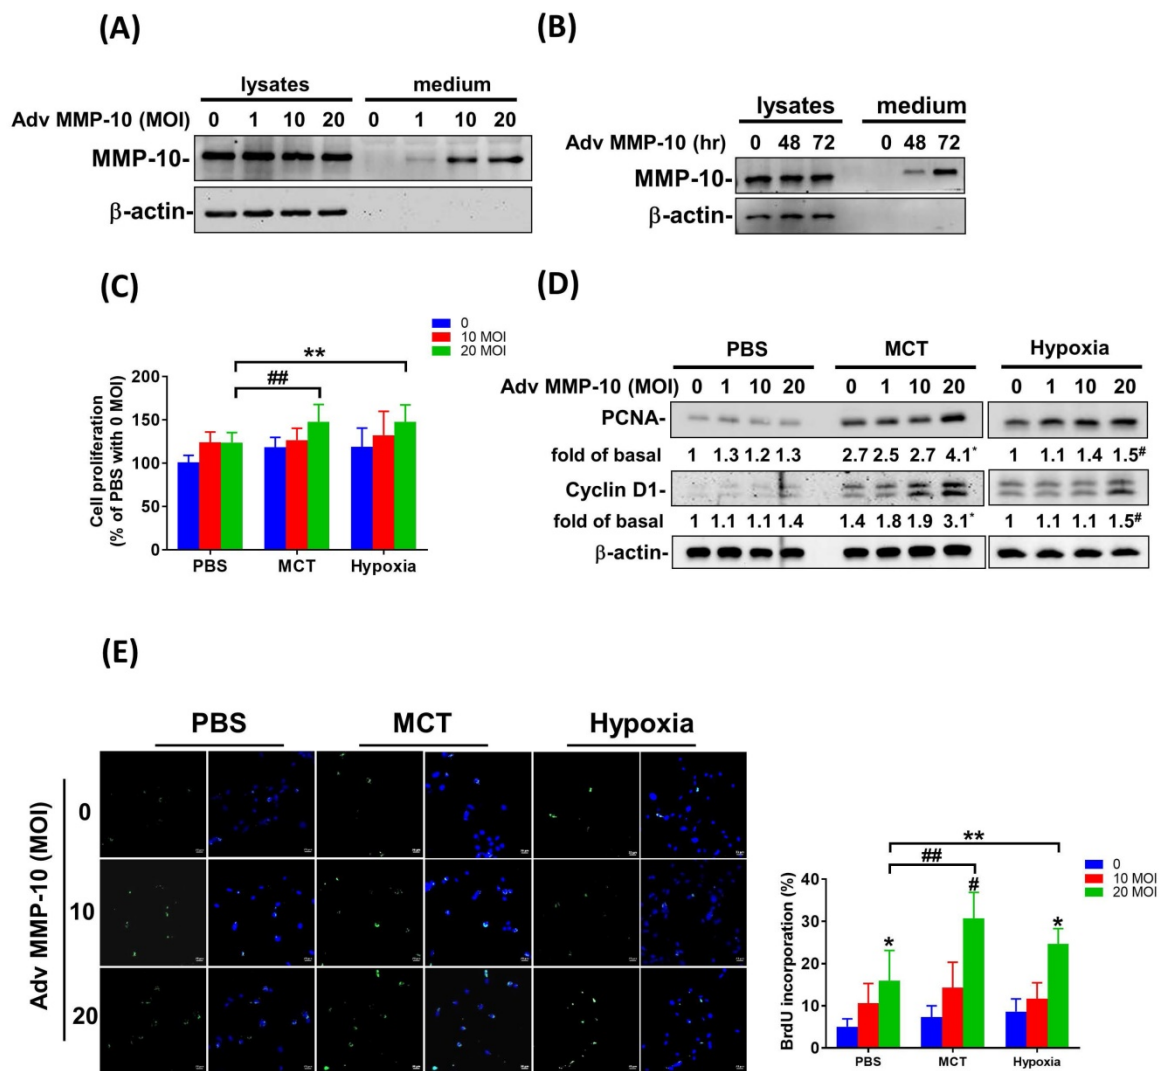 (A)
lysates medium
Adv MMP-10 (MOI) 0 1 10 20 0 1 10 20
MMP-10-
β-actin-
(B)
lysates medium
Adv MMP-10 (hr) 0 48 72 0 48 72
MMP-10-
β-actin-
(C)
0
10 MOI
20 MOI
**
##
Cell proliferation
(% of PBS with 0 MOI)
200
150
100
50
0
PBS MCT Hypoxia
(D)
PBS MCT Hypoxia
Adv MMP-10 (MOI) 0 1 10 20 0 1 10 20 0 1 10 20
PCNA-
fold of basal 1 1.3 1.2 1.3 2.7 2.5 2.7 4.1* 1 1.1 1.4 1.5#
Cyclin D1-
fold of basal 1 1.1 1.1 1.4 1.4 1.8 1.9 3.1* 1 1.1 1.1 1.5#
β-actin-
(E)
PBS MCT Hypoxia
Adv MMP-10 (MOI)
0
10
20
**
##
#
*
*
0
10 MOI
20 MOI
BrdU incorporation (%)
40
30
20
10
0
PBS MCT Hypoxia